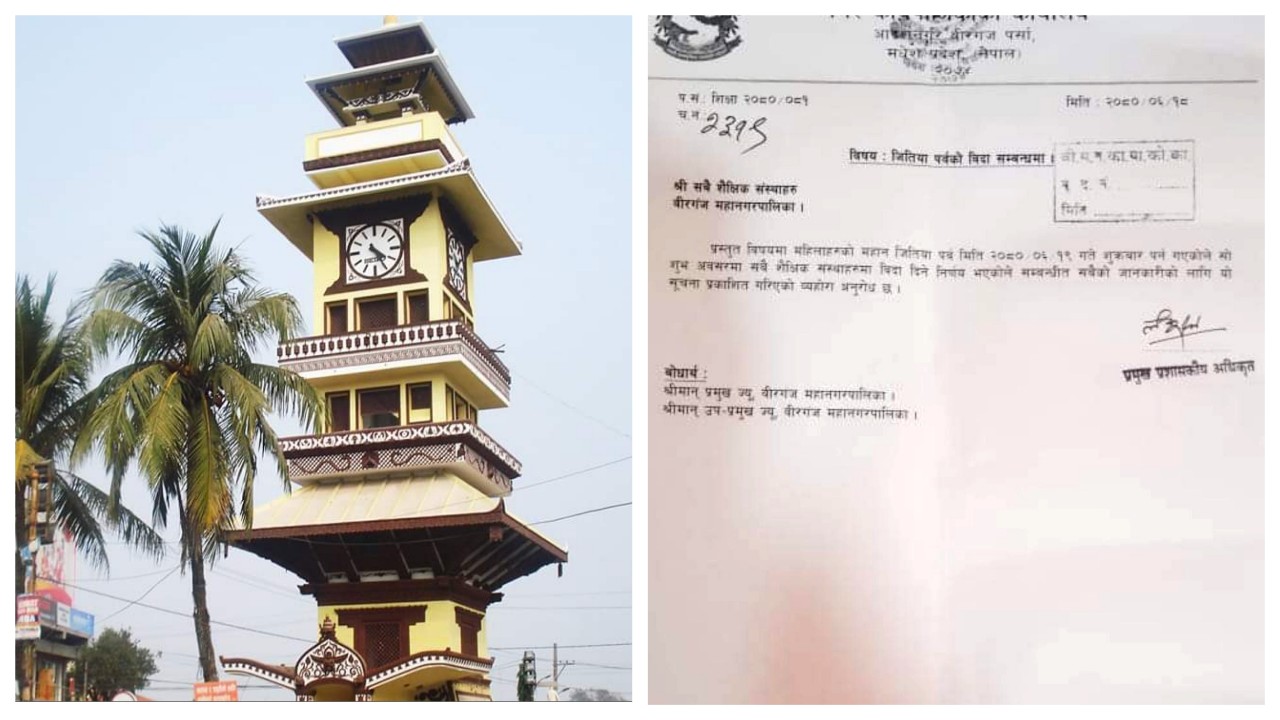 आदर्शनगर वीरगंज पर्सा,
मधेश प्रदेश, (नेपाल)
२०७४
प.सं.: शिक्षा २०८०/०८१
मिति : २०८०/०६/१८
च.नं.: २३१९
विषय : जितिया पर्वको विदा सम्बन्धमा ।
मिति
श्री सबै शैक्षिक संस्थाहरु
वीरगंज महानगरपालिका ।
प्रस्तुत विषयमा महिलाहरुको महान जितिया पर्व मिति २०८०/०६/१९ गते शुक्रबार पर्न गएकोले सो
शुभ अवसरमा सबै शैक्षिक संस्थाहरुमा विदा दिने निर्णय भएकोले सम्बन्धीत सबैको जानकारीको लागि यो
सूचना प्रकाशित गरिएको व्यहोरा अनुरोध छ ।
प्रमुख प्रशासकीय अधिकृत
बोधार्थ :
श्रीमान् प्रमुख ज्यू, वीरगंज महानगरपालिका ।
श्रीमान् उप-प्रमुख ज्यू, वीरगंज महानगरपालिका ।